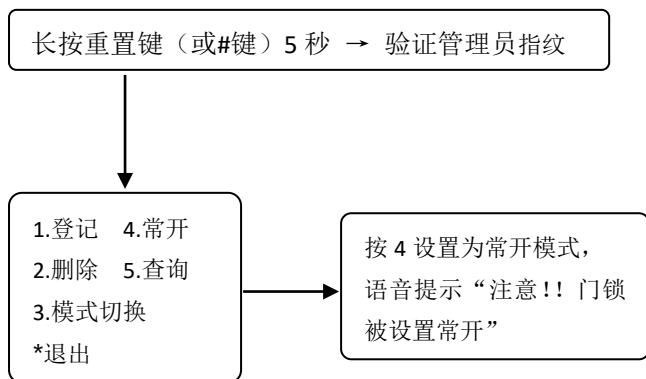 长按重置键（或#键）5 秒 → 验证管理员指纹
1.登记 4.常开
2.删除 5.查询
3.模式切换
*退出
按 4 设置为常开模式，
语音提示“注意！！门锁
被设置常开”